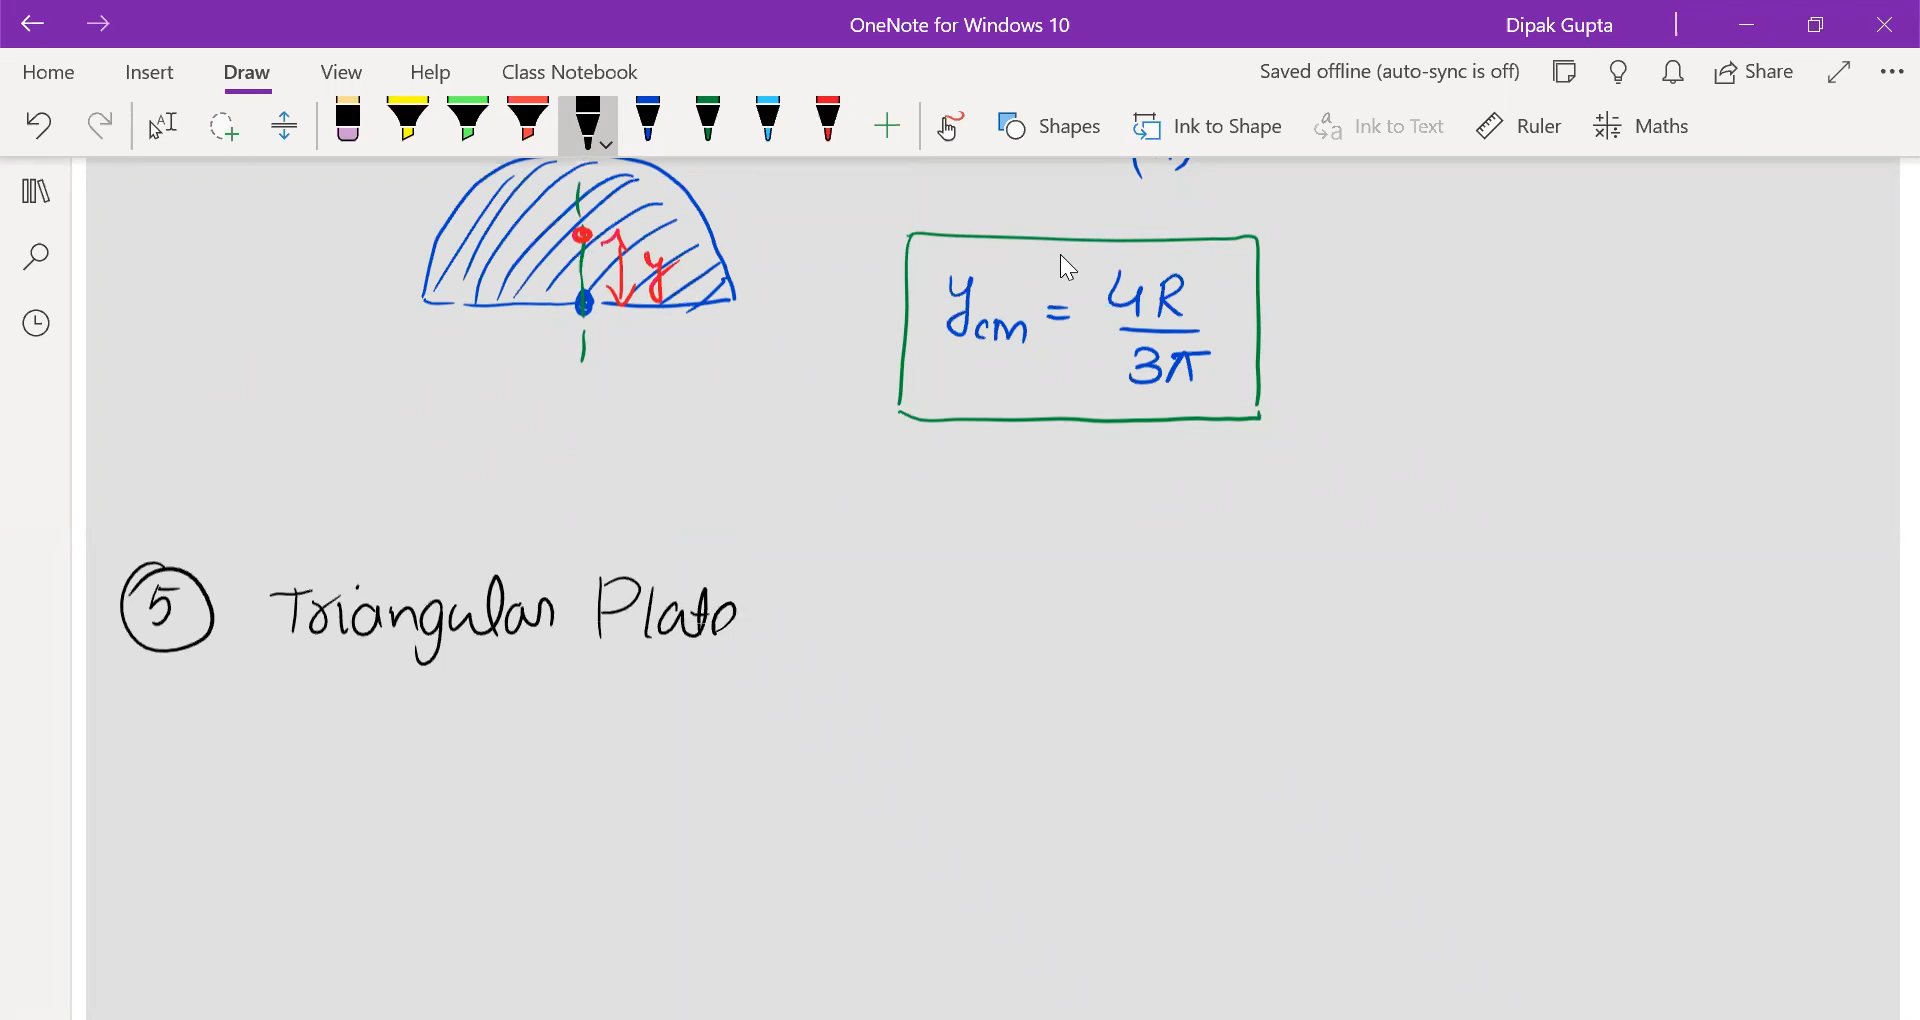 OneNote for Windows 10
Dipak Gupta
Home Insert Draw View Help Class Notebook
Saved offline (auto-sync is off)
Share
Shapes
Ink to Shape
Ink to Text
Ruler
Maths
y
y cm = 4R / 3π
5 Triangular Plate